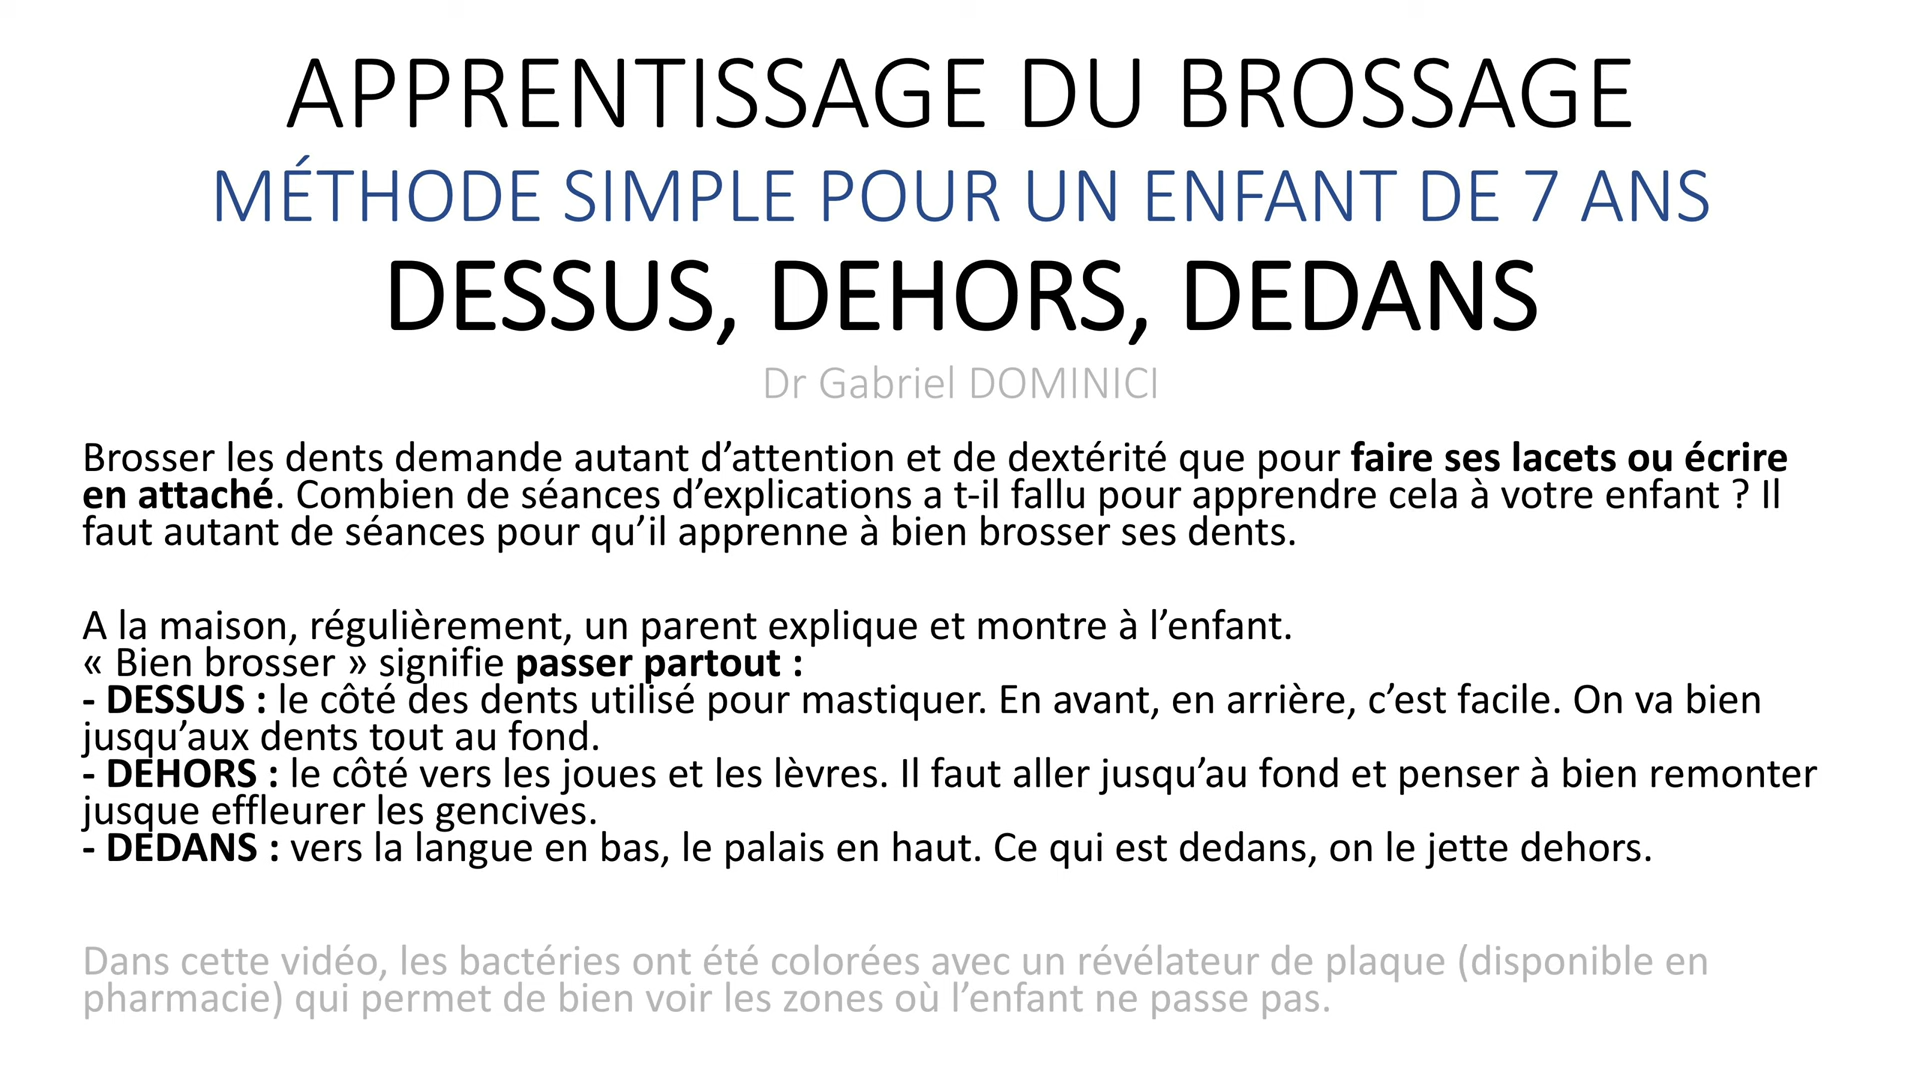 APPRENTISSAGE DU BROSSAGE
MÉTHODE SIMPLE POUR UN ENFANT DE 7 ANS
DESSUS, DEHORS, DEDANS
Dr Gabriel DOMINICI
Brosser les dents demande autant d’attention et de dextérité que pour faire ses lacets ou écrire
en attaché. Combien de séances d’explications a t-il fallu pour apprendre cela à votre enfant ? Il
faut autant de séances pour qu’il apprenne à bien brosser ses dents.
A la maison, régulièrement, un parent explique et montre à l’enfant.
« Bien brosser » signifie passer partout :
- DESSUS : le côté des dents utilisé pour mastiquer. En avant, en arrière, c’est facile. On va bien
jusqu’aux dents tout au fond.
- DEHORS : le côté vers les joues et les lèvres. Il faut aller jusqu’au fond et penser à bien remonter
jusque effleurer les gencives.
- DEDANS : vers la langue en bas, le palais en haut. Ce qui est dedans, on le jette dehors.
Dans cette vidéo, les bactéries ont été colorées avec un révélateur de plaque (disponible en
pharmacie) qui permet de bien voir les zones où l’enfant ne passe pas.